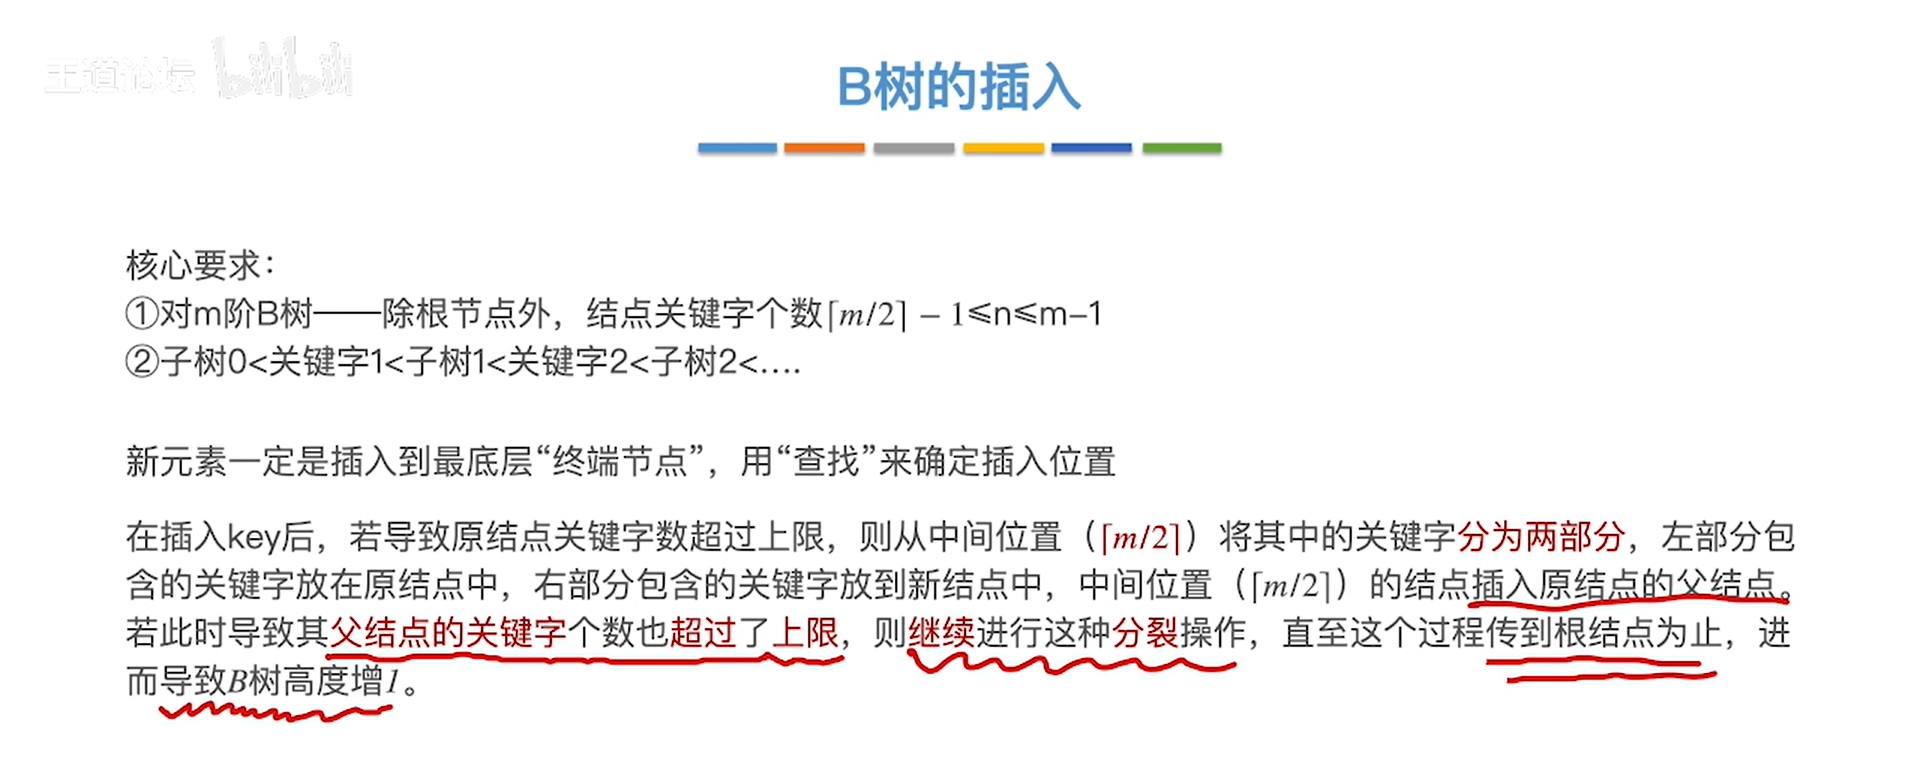 王道论坛 bilibili
B树的插入
核心要求：
①对m阶B树——除根节点外，结点关键字个数⌈m/2⌉ − 1≤n≤m−1
②子树0<关键字1<子树1<关键字2<子树2<....
新元素一定是插入到最底层“终端节点”，用“查找”来确定插入位置
在插入key后，若导致原结点关键字数超过上限，则从中间位置（⌈m/2⌉）将其中的关键字分为两部分，左部分包
含的关键字放在原结点中，右部分包含的关键字放到新结点中，中间位置（⌈m/2⌉）的结点插入原结点的父结点。
若此时导致其父结点的关键字个数也超过了上限，则继续进行这种分裂操作，直至这个过程传到根结点为止，进
而导致B树高度增1。